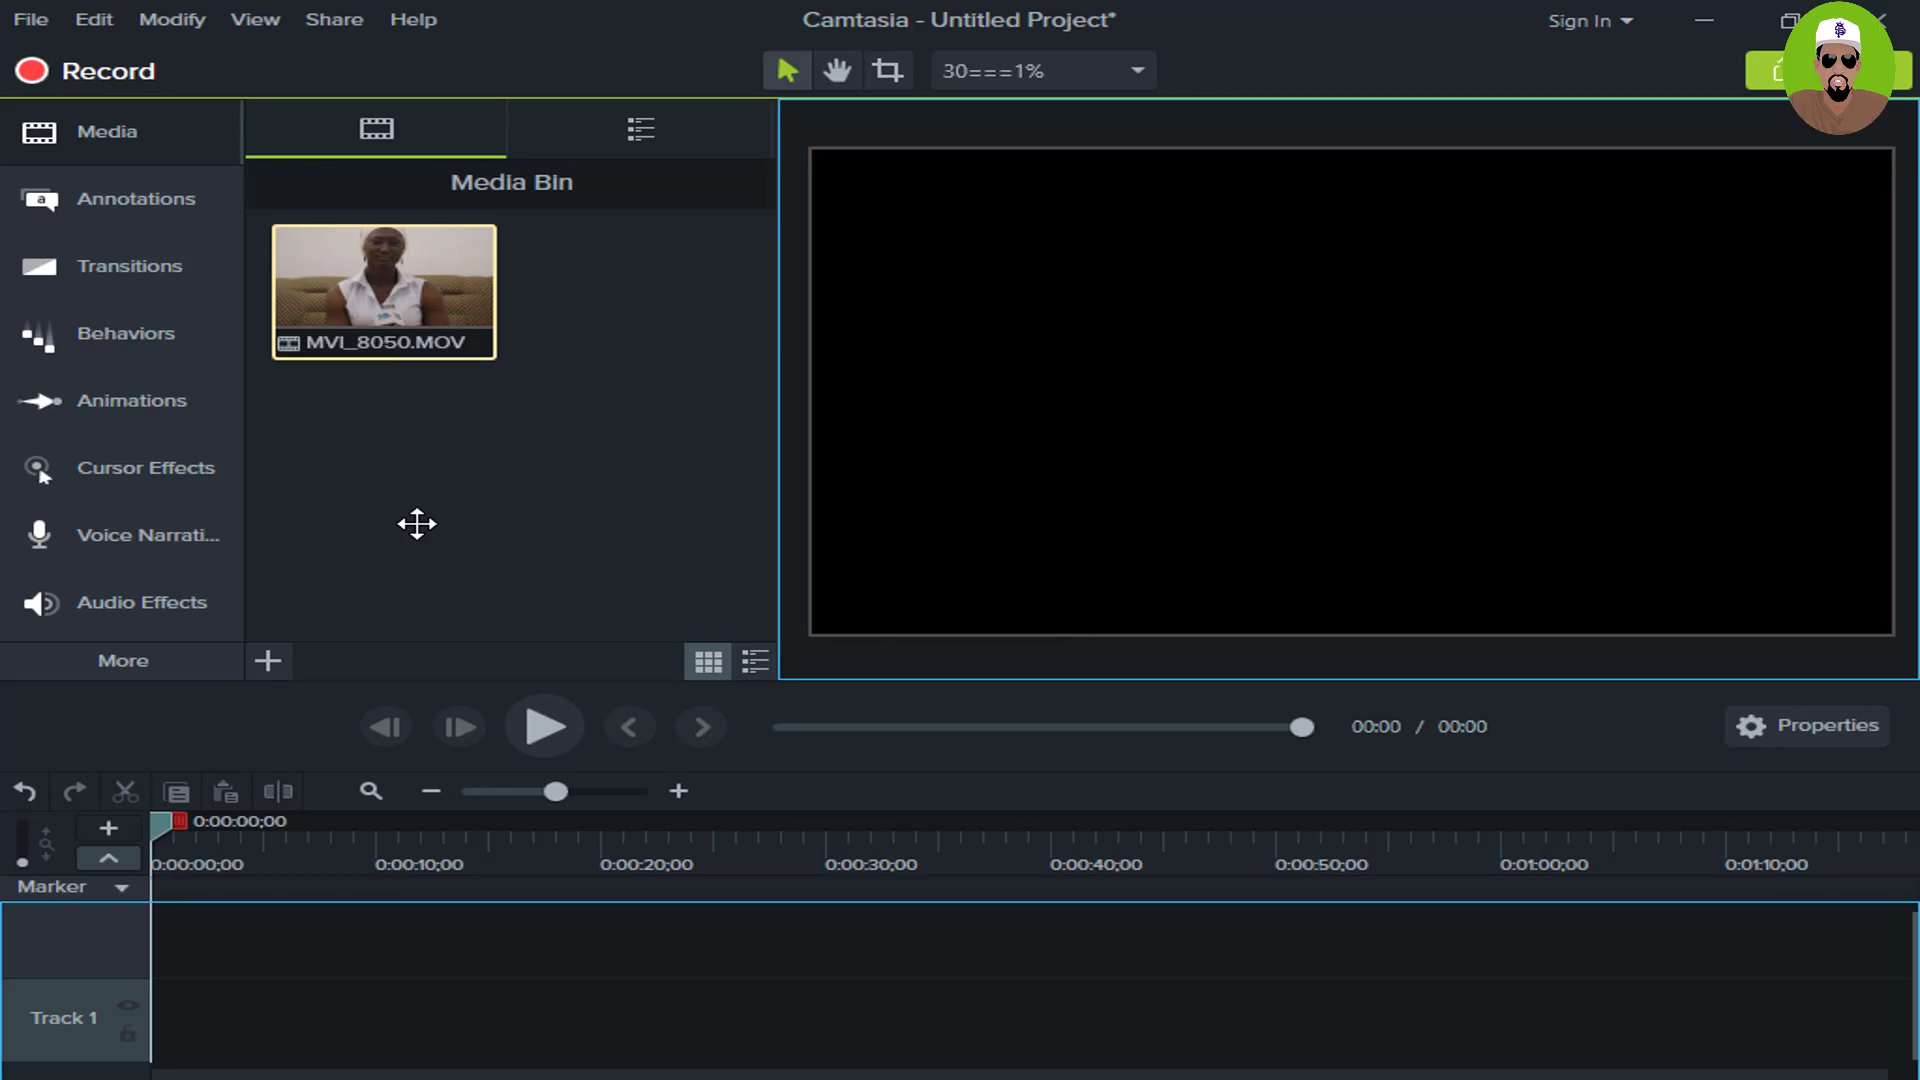 File Edit Modify View Share Help
Camtasia - Untitled Project*
Sign In
Record
30===1%
Media
Annotations
Transitions
Behaviors
Animations
Cursor Effects
Voice Narrati...
Audio Effects
More
Media Bin
MVI_8050.MOV
00:00 / 00:00
Properties
0:00:00;00
0:00:00;00 0:00:10;00 0:00:20;00 0:00:30;00 0:00:40;00 0:00:50;00 0:01:00;00 0:01:10;00
Marker
Track 1